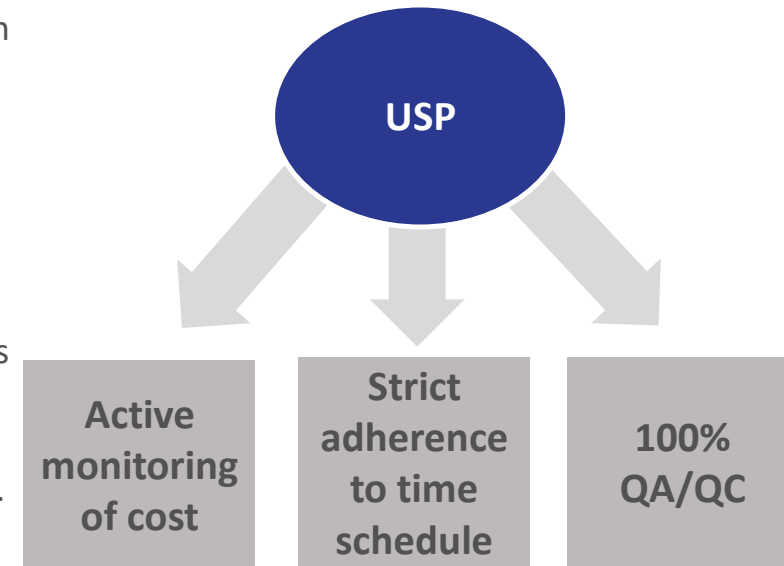 n
USP
s
.
Active
monitoring
of cost
Strict
adherence
to time
schedule
100%
QA/QC